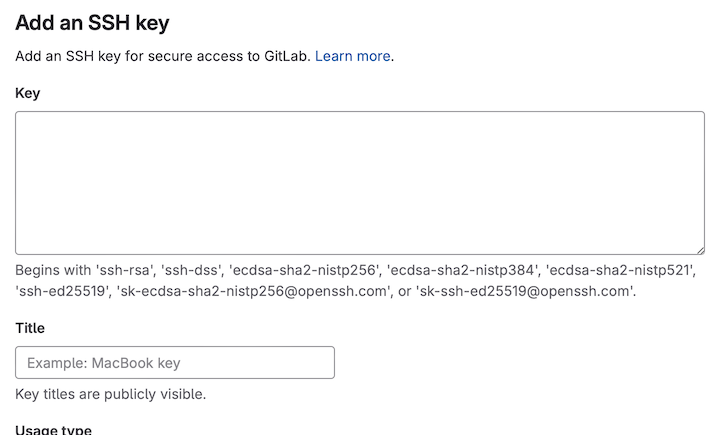 Add an SSH key
Add an SSH key for secure access to GitLab. Learn more.
Key
Begins with 'ssh-rsa', 'ssh-dss', 'ecdsa-sha2-nistp256', 'ecdsa-sha2-nistp384', 'ecdsa-sha2-nistp521',
'ssh-ed25519', 'sk-ecdsa-sha2-nistp256@openssh.com', or 'sk-ssh-ed25519@openssh.com'.
Title
Example: MacBook key
Key titles are publicly visible.
Usage type